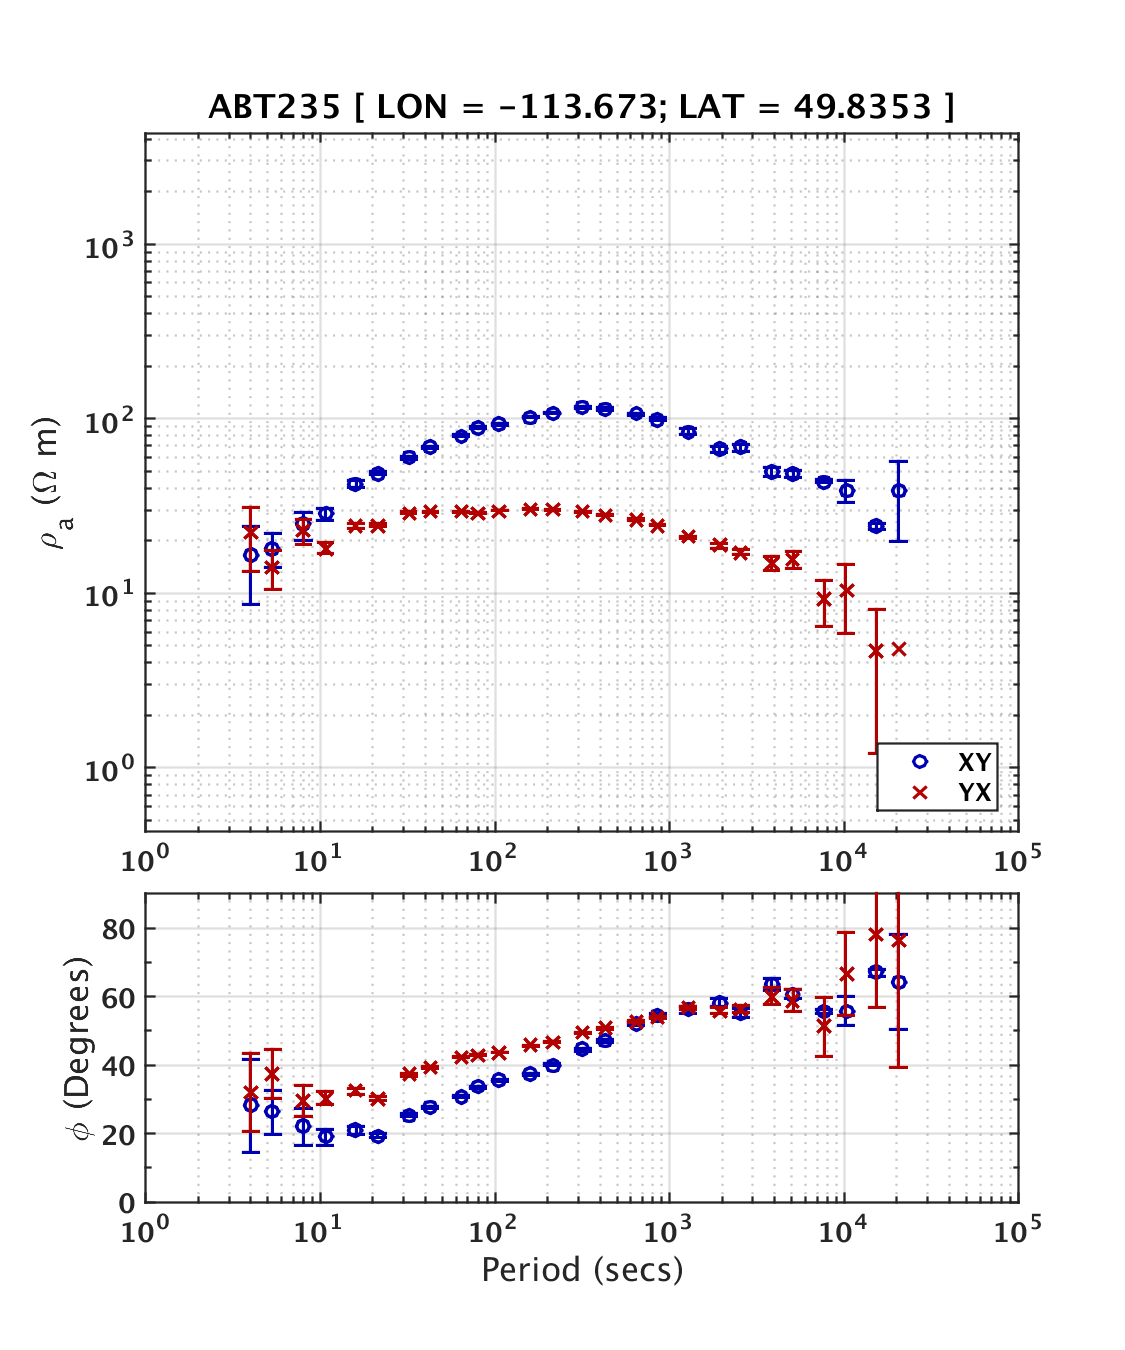 ABT235 [ LON = -113.673; LAT = 49.8353 ]
10³
10²
10¹
10⁰
ρₐ (Ω m)
XY
YX
10⁰ 10¹ 10² 10³ 10⁴ 10⁵
80
60
40
20
0
ϕ (Degrees)
10⁰ 10¹ 10² 10³ 10⁴ 10⁵
Period (secs)